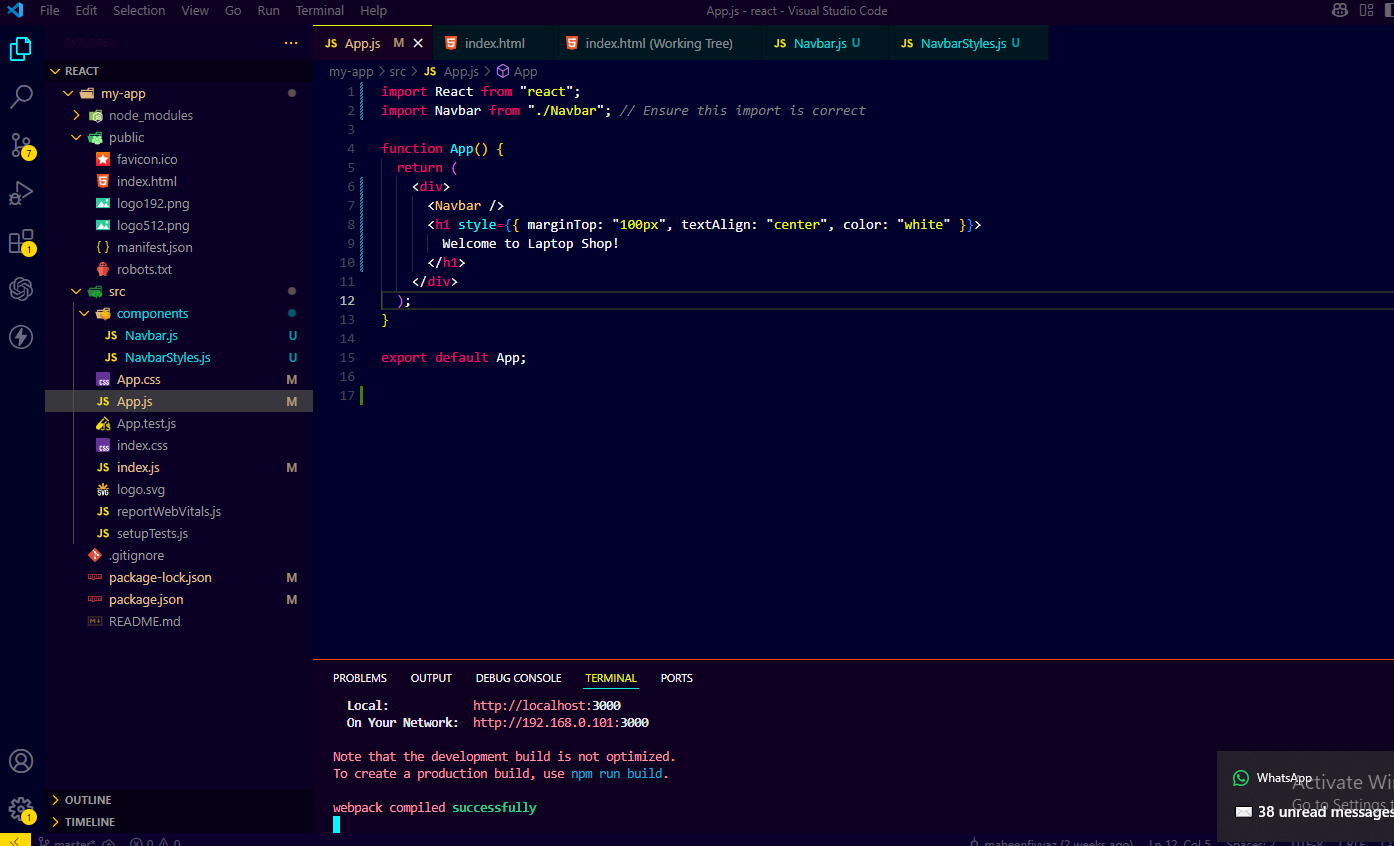 File Edit Selection View Go Run Terminal Help
App.js - react - Visual Studio Code
EXPLORER
App.js M
index.html
index.html (Working Tree)
Navbar.js U
NavbarStyles.js U
REACT
my-app
node_modules
public
favicon.ico
index.html
logo192.png
logo512.png
manifest.json
robots.txt
src
components
Navbar.js U
NavbarStyles.js U
App.css M
App.js M
App.test.js
index.css
index.js M
logo.svg
reportWebVitals.js
setupTests.js
.gitignore
package-lock.json M
package.json M
README.md
OUTLINE
TIMELINE
7
1
1
my-app > src > JS App.js > App
1 import React from "react";
2 import Navbar from "./Navbar"; // Ensure this import is correct
3
4 function App() {
5 return (
6 <div>
7 <Navbar />
8 <h1 style={{ marginTop: "100px", textAlign: "center", color: "white" }}>
9 Welcome to Laptop Shop!
10 </h1>
11 </div>
12 );
13 }
14
15 export default App;
16
17
PROBLEMS OUTPUT DEBUG CONSOLE TERMINAL PORTS
Local: http://localhost:3000
On Your Network: http://192.168.0.101:3000
Note that the development build is not optimized.
To create a production build, use npm run build.
webpack compiled successfully
WhatsApp
38 unread messages
Activate
Go to Settings
master* 0 0
(2 weeks ago) Ln 12, Col 5 Spaces: 2 UTF-8 CRLF